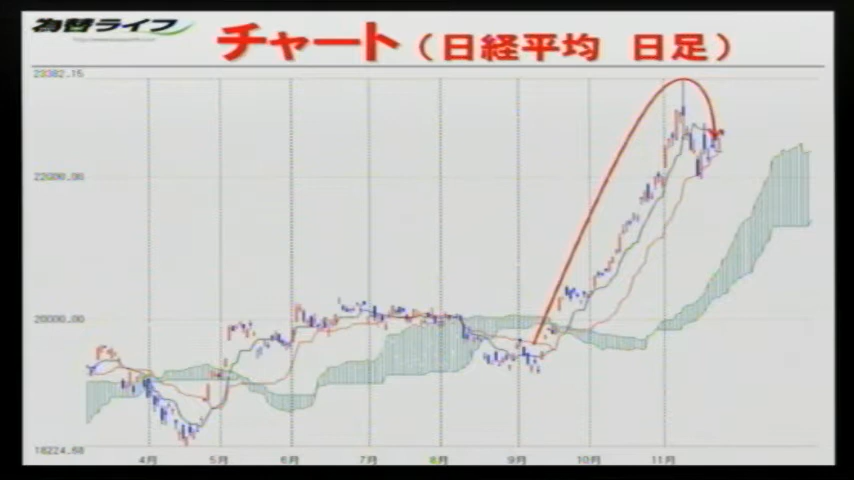 為替ライフ
チャート(日経平均 日足)
23382.15
22000.00
20000.00
18224.68
4月 5月 6月 7月 8月 9月 10月 11月